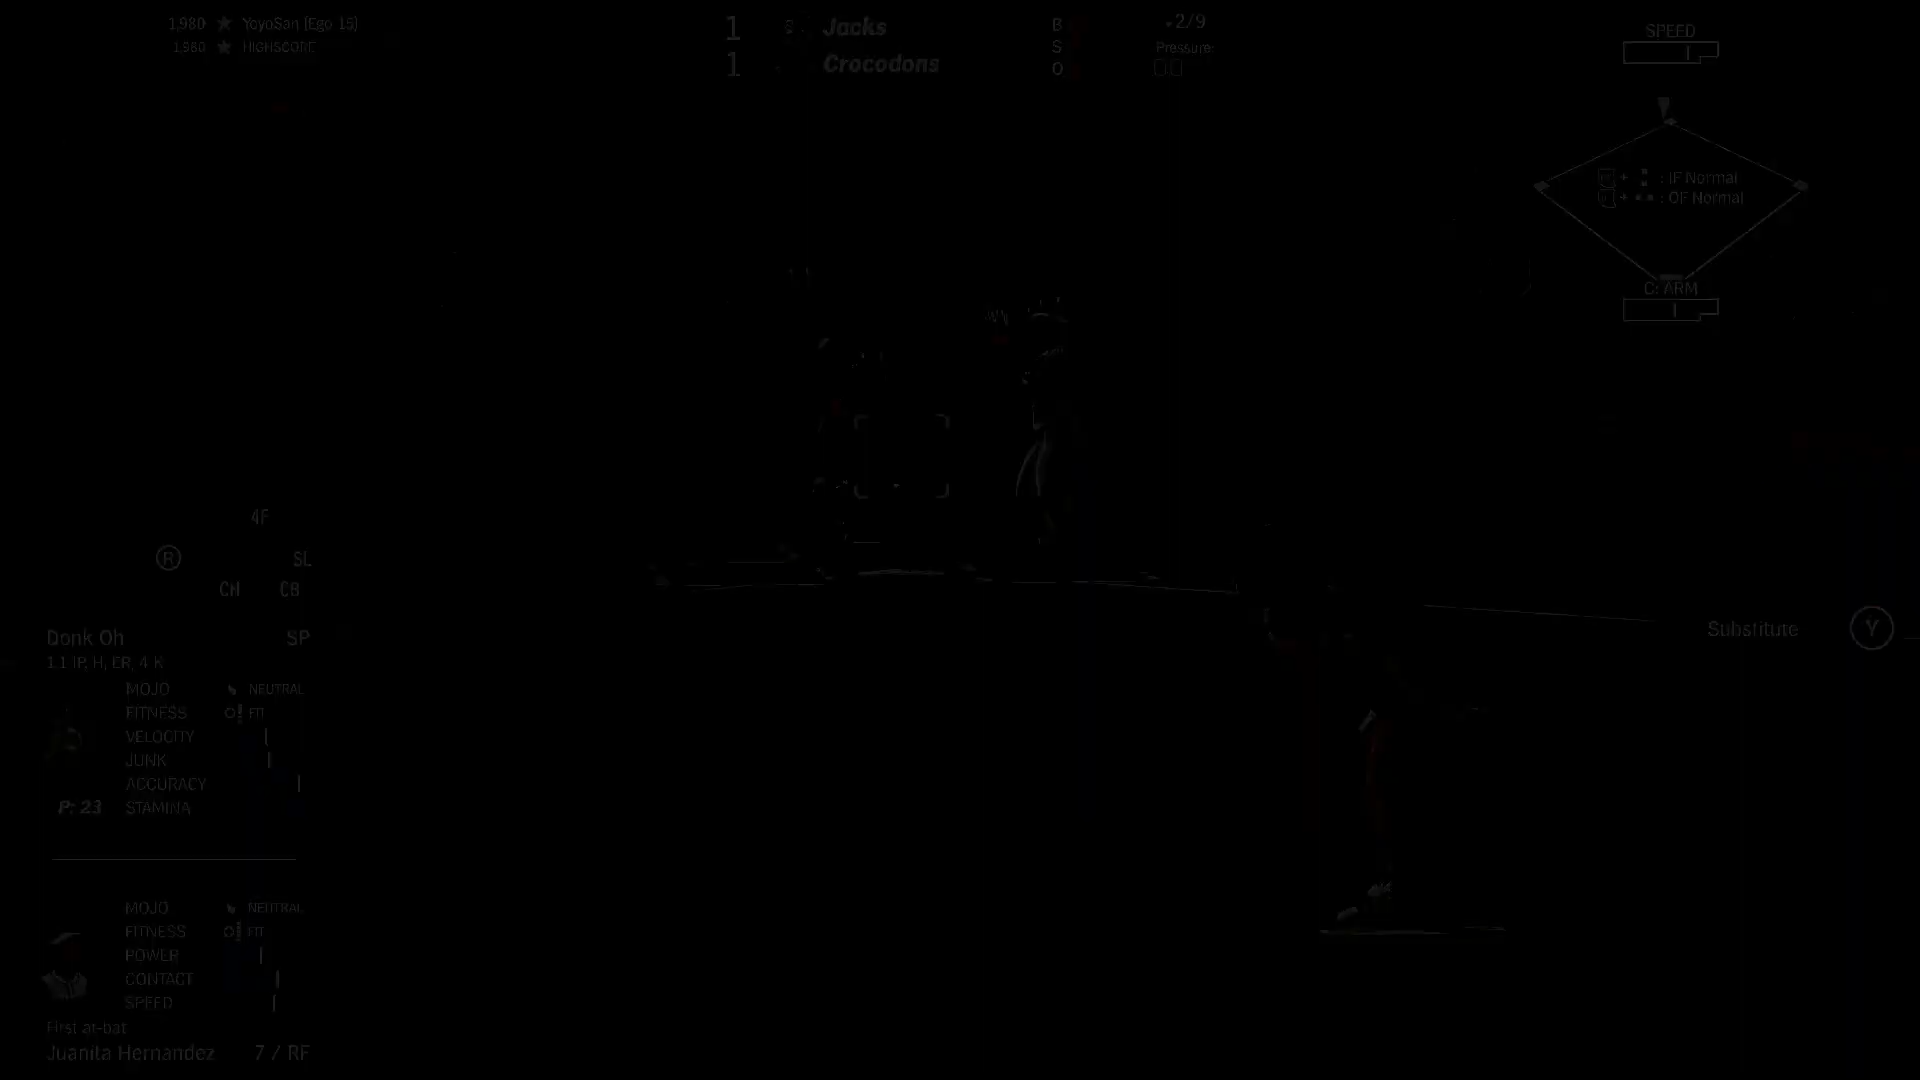 1,980 ★ YoyoSan [Ego 15]
1,980 ★ HIGHSCORE
1 Jacks
1 Crocodons
B
S
O
2/9
Pressure:
SPEED
: IF Normal
: OF Normal
C: ARM
4F
R
SL
CH CB
Donk Oh SP
1.1 IP, H, ER, 4 K
MOJO NEUTRAL
FITNESS FIT
VELOCITY
JUNK
ACCURACY
P: 23 STAMINA
Substitute Y
MOJO NEUTRAL
FITNESS FIT
POWER
CONTACT
SPEED
First at-bat
Juanita Hernandez 7 / RF